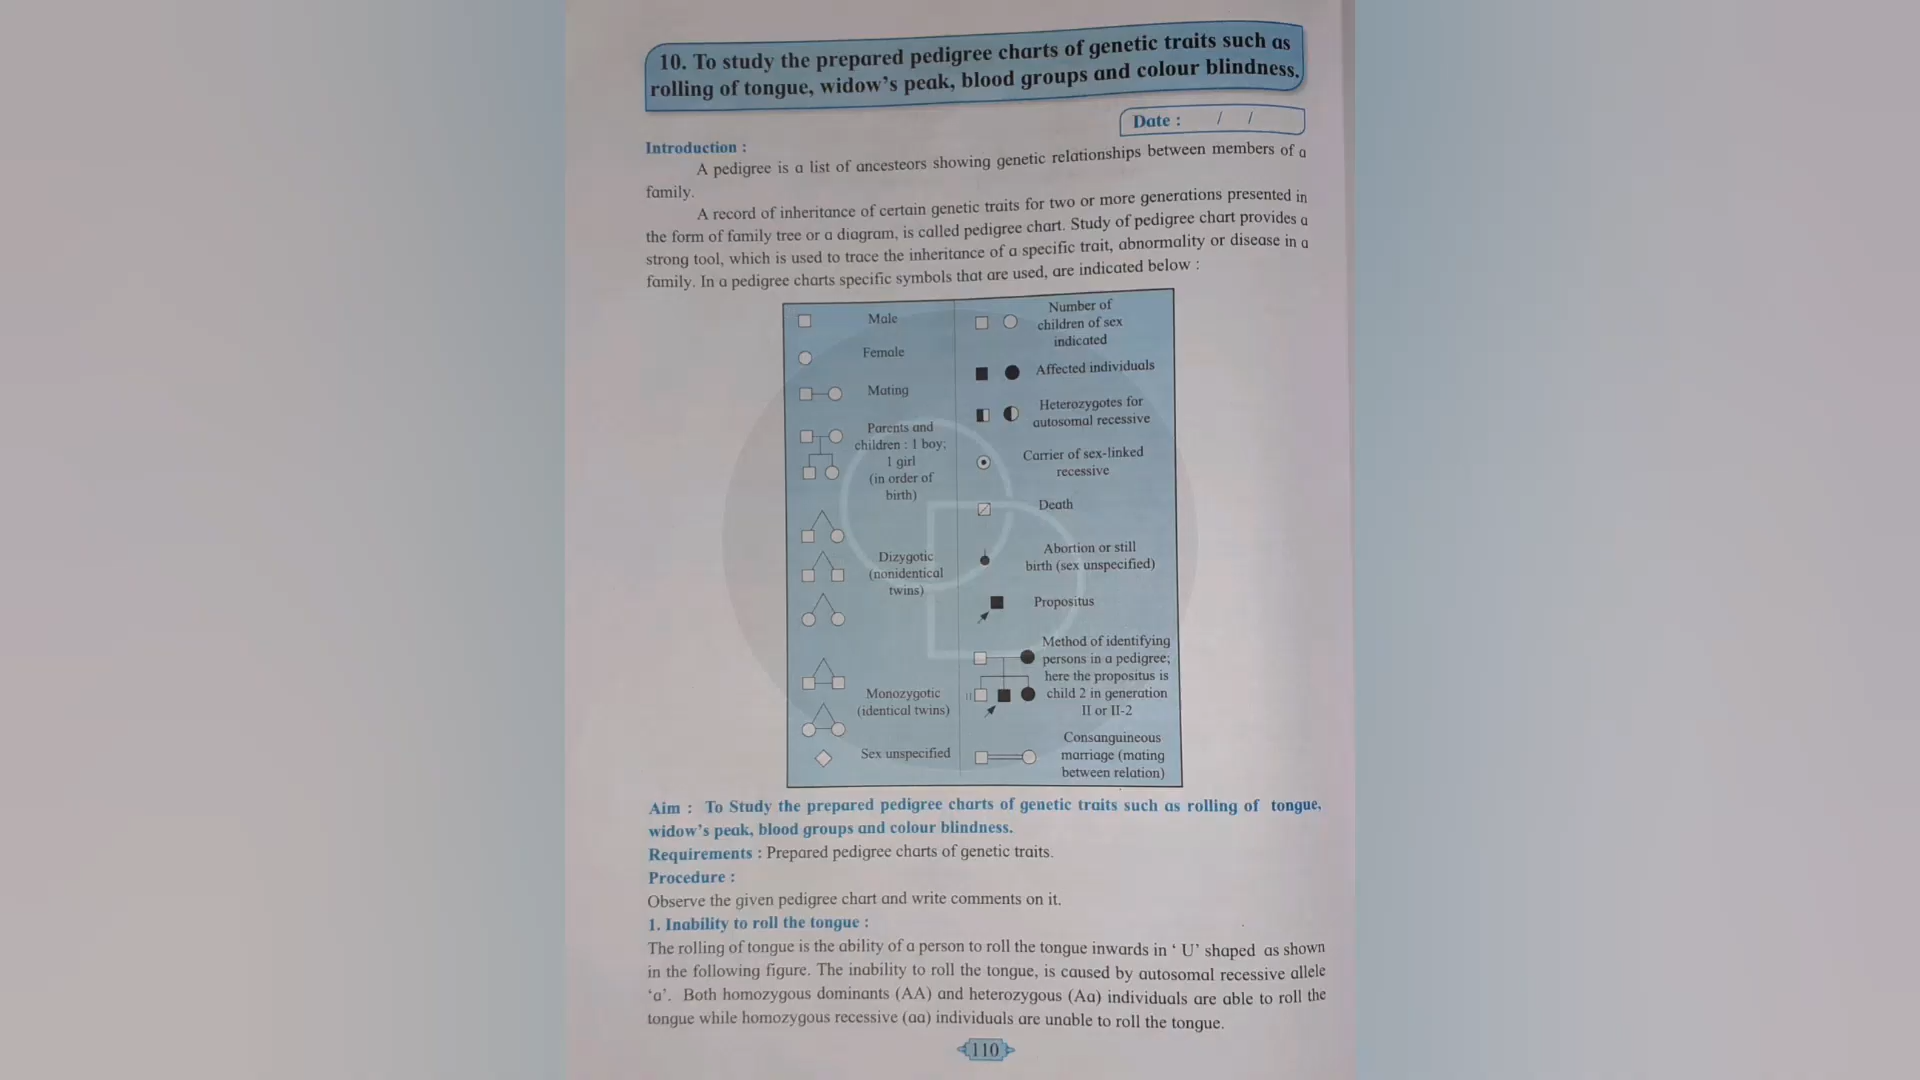 10. To study the prepared pedigree charts of genetic traits such as
rolling of tongue, widow's peak, blood groups and colour blindness.
Date : / /
Introduction :
A pedigree is a list of ancesteors showing genetic relationships between members of a
family.
A record of inheritance of certain genetic traits for two or more generations presented in
the form of family tree or a diagram, is called pedigree chart. Study of pedigree chart provides a
strong tool, which is used to trace the inheritance of a specific trait, abnormality or disease in a
family. In a pedigree charts specific symbols that are used, are indicated below :
Male
Female
Mating
Parents and
children : 1 boy;
1 girl
(in order of
birth)
Dizygotic
(nonidentical
twins)
Monozygotic
(identical twins)
Sex unspecified
Number of
children of sex
indicated
Affected individuals
Heterozygotes for
autosomal recessive
Carrier of sex-linked
recessive
Death
Abortion or still
birth (sex unspecified)
Propositus
Method of identifying
persons in a pedigree;
here the propositus is
II child 2 in generation
II or II-2
Consanguineous
marriage (mating
between relation)
Aim : To Study the prepared pedigree charts of genetic traits such as rolling of tongue,
widow's peak, blood groups and colour blindness.
Requirements : Prepared pedigree charts of genetic traits.
Procedure :
Observe the given pedigree chart and write comments on it.
1. Inability to roll the tongue :
The rolling of tongue is the ability of a person to roll the tongue inwards in ' U' shaped as shown
in the following figure. The inability to roll the tongue, is caused by autosomal recessive allele
'a'. Both homozygous dominants (AA) and heterozygous (Aa) individuals are able to roll the
tongue while homozygous recessive (aa) individuals are unable to roll the tongue.
110